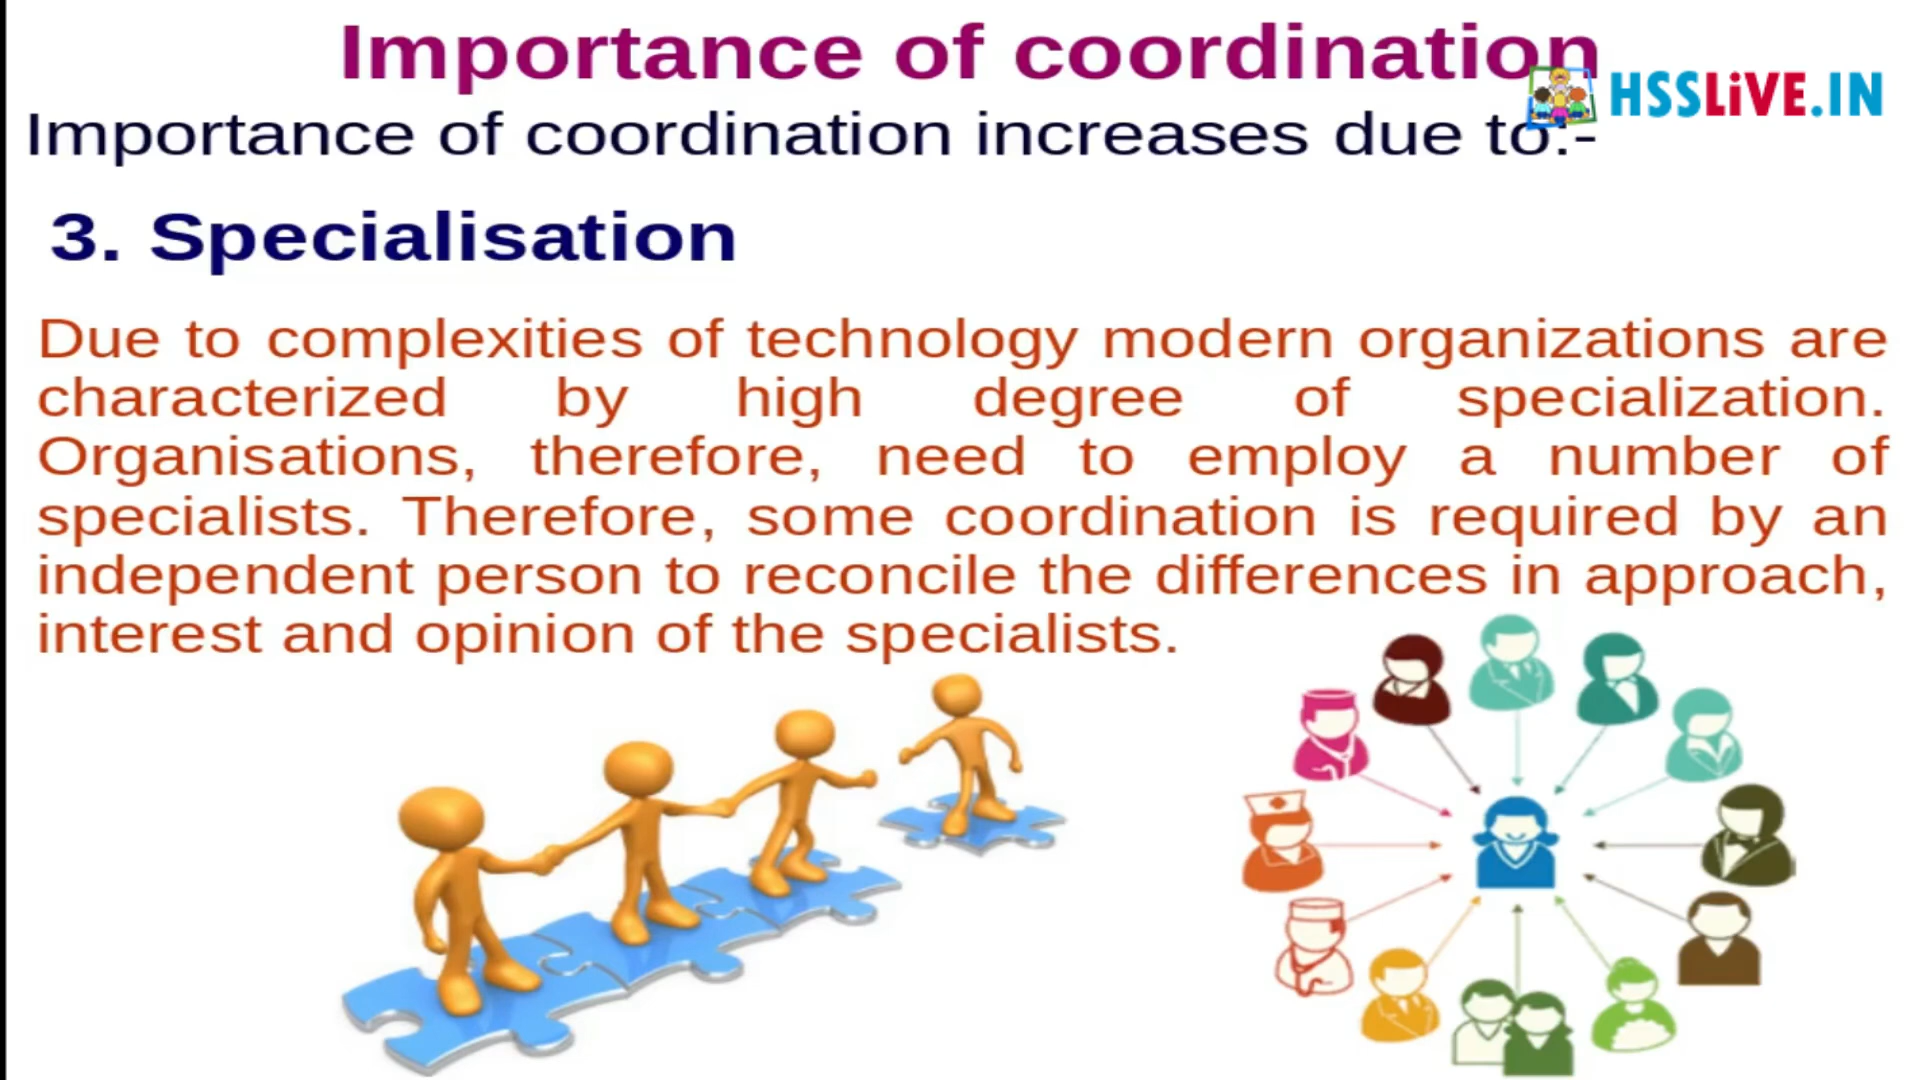 Importance of coordination
HSSLiVE.IN
Importance of coordination increases due to:-
3. Specialisation
Due to complexities of technology modern organizations are
characterized by high degree of specialization.
Organisations, therefore, need to employ a number of
specialists. Therefore, some coordination is required by an
independent person to reconcile the differences in approach,
interest and opinion of the specialists.